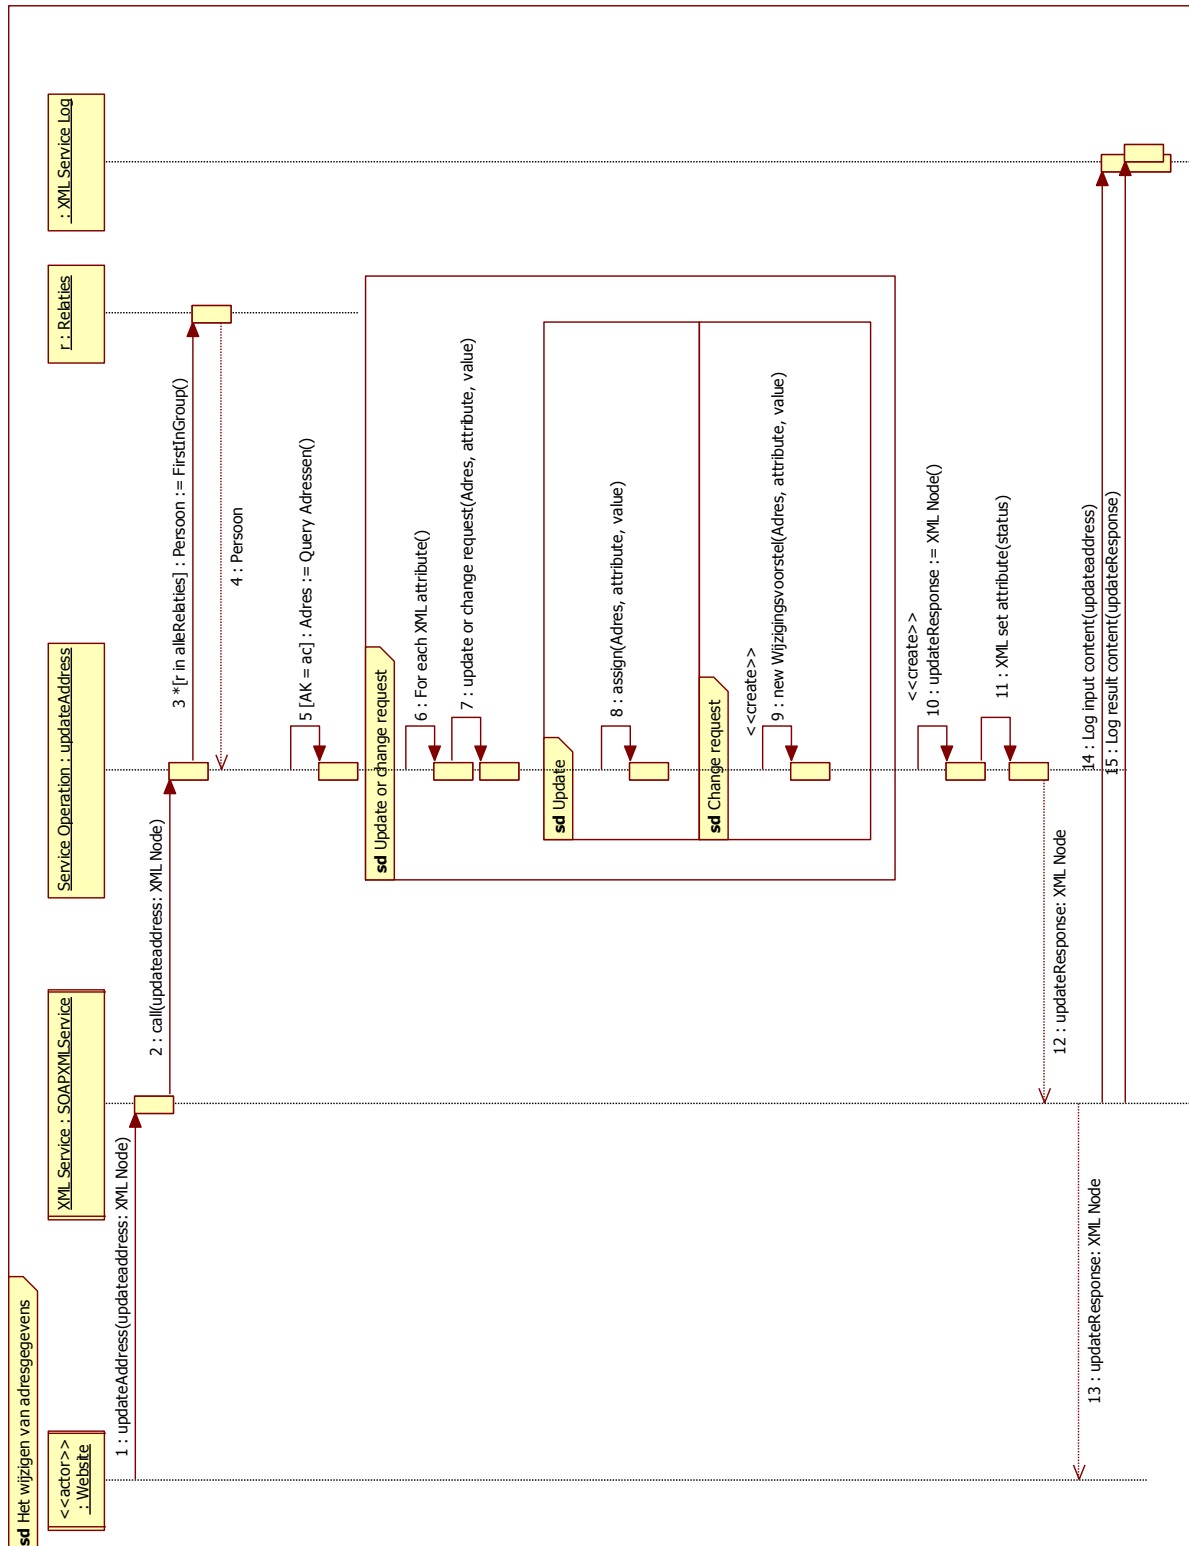 sd Het wijzigen van adresgegevens
<<actor>>
: Website
XML Service : SOAPXMLService
Service Operation : updateAddress
r : Relaties
: XML Service Log
1 : updateAddress(updateaddress: XML Node)
2 : call(updateaddress: XML Node)
3 *[r in alleRelaties] : Persoon := FirstInGroup()
4 : Persoon
5 [AK = ac] : Adres := Query Adressen()
sd Update or change request
6 : For each XML attribute()
7 : update or change request(Adres, attribute, value)
sd Update
8 : assign(Adres, attribute, value)
sd Change request
<<create>>
9 : new Wijzigingsvoorstel(Adres, attribute, value)
<<create>>
10 : updateResponse := XML Node()
11 : XML set attribute(status)
12 : updateResponse: XML Node
13 : updateResponse: XML Node
14 : Log input content(updateaddress)
15 : Log result content(updateResponse)